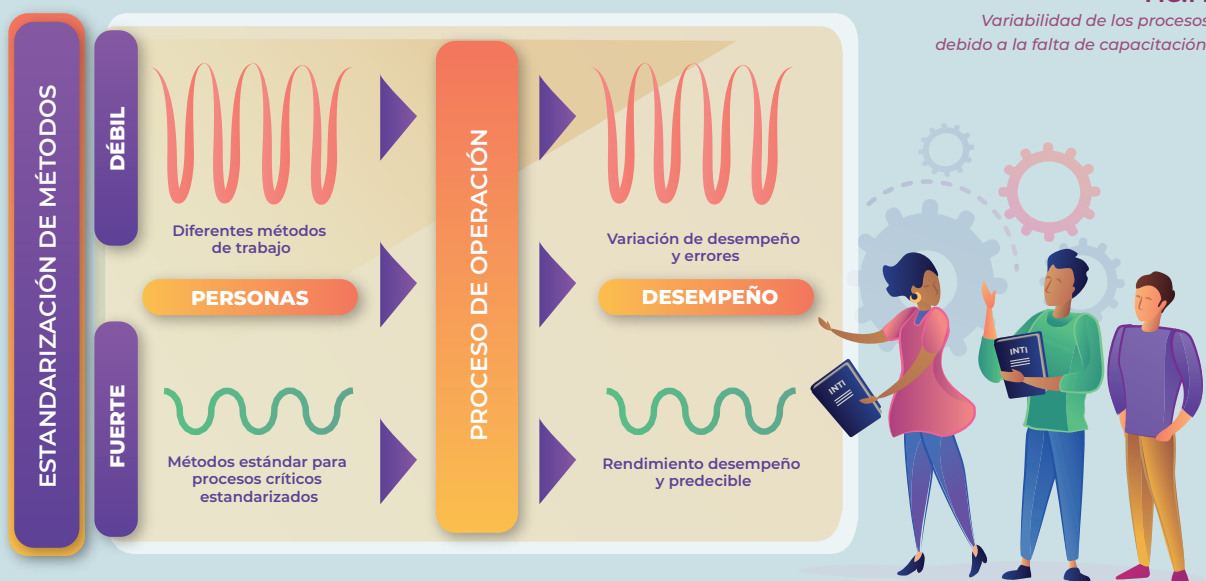 Variabilidad de los procesos
debido a la falta de capacitación
ESTANDARIZACIÓN DE MÉTODOS
DÉBIL
Diferentes métodos
de trabajo
PERSONAS
FUERTE
Métodos estándar para
procesos críticos
estandarizados
PROCESO DE OPERACIÓN
Variación de desempeño
y errores
DESEMPEÑO
Rendimiento desempeño
y predecible
INTI
INTI